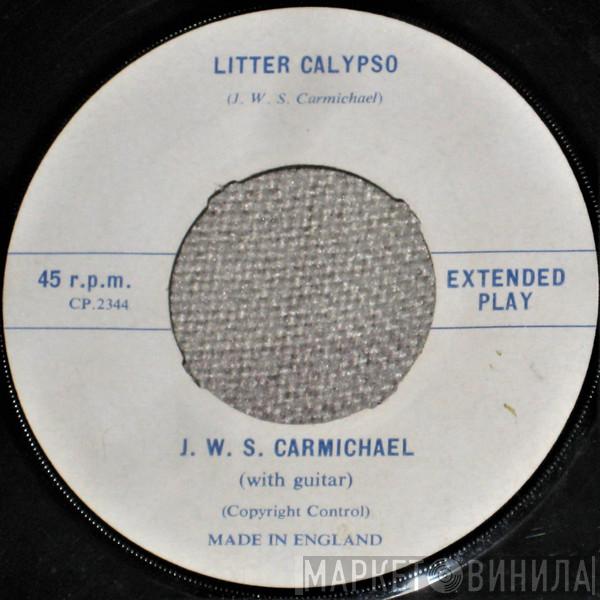 LITTER CALYPSO
(J. W. S. Carmichael)
45 r.p.m.
CP.2344
EXTENDED
PLAY
J. W. S. CARMICHAEL
(with guitar)
(Copyright Control)
MADE IN ENGLAND
МАРКЕТ ВИНИЛА